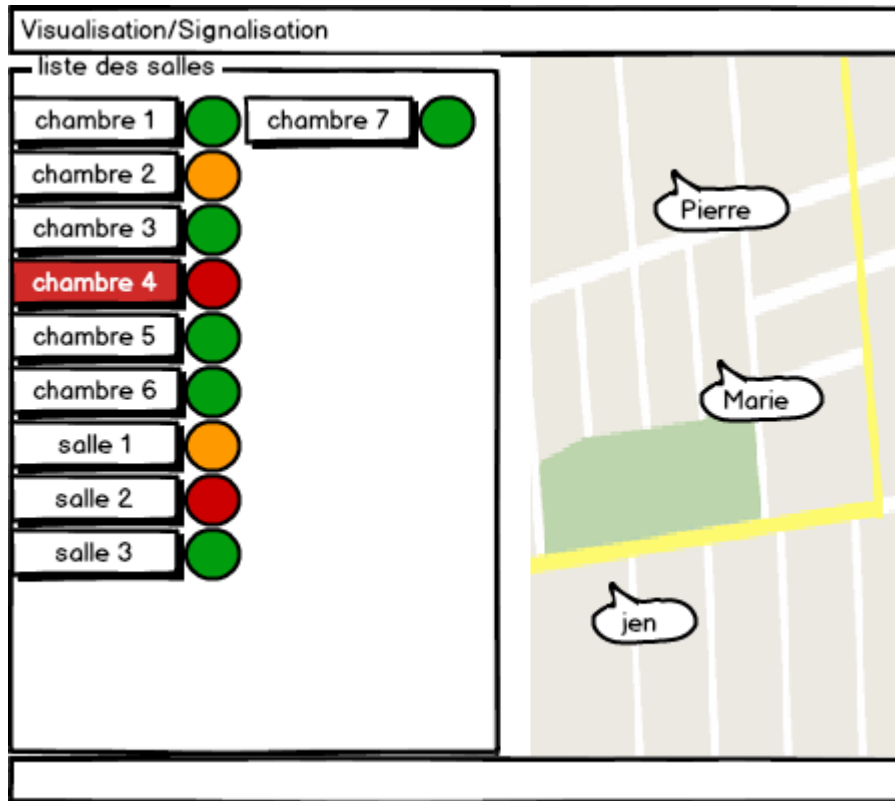 Visualisation/Signalisation
liste des salles
chambre 1
chambre 7
chambre 2
chambre 3
chambre 4
chambre 5
chambre 6
salle 1
salle 2
salle 3
Pierre
Marie
jen